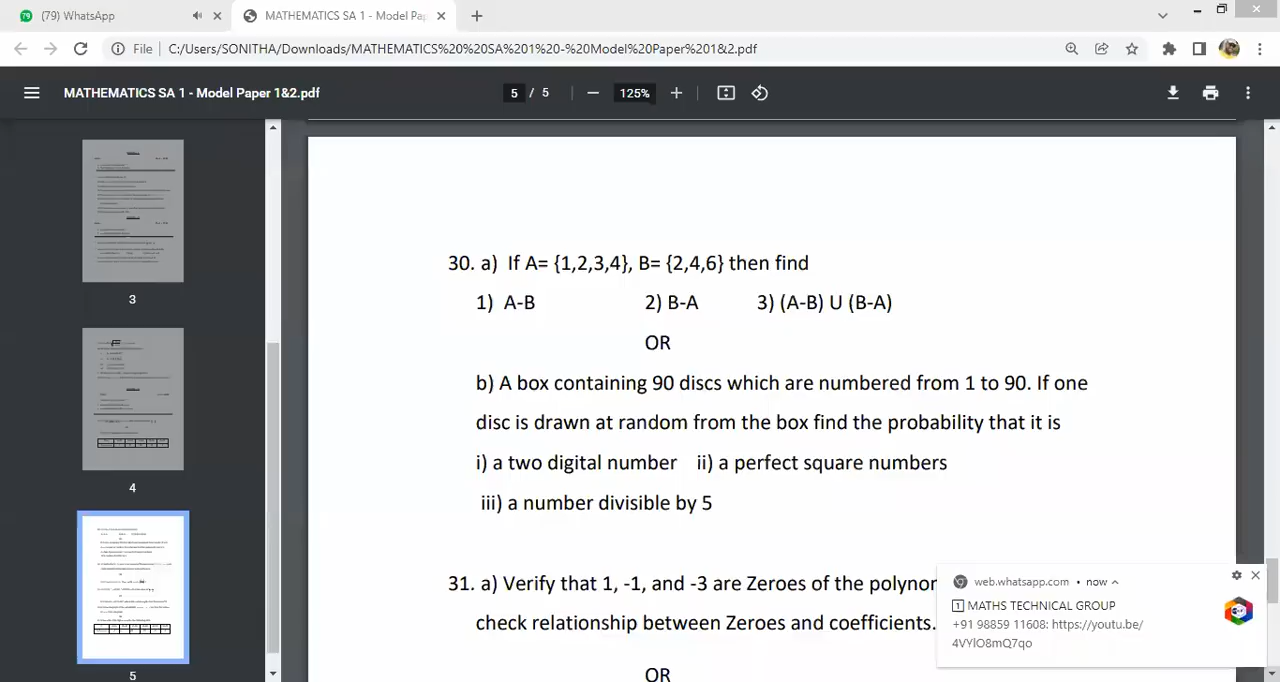 (79) WhatsApp
MATHEMATICS SA 1 - Model Pap
File
C:/Users/SONITHA/Downloads/MATHEMATICS%20%20SA%201%20-%20Model%20Paper%201&2.pdf
MATHEMATICS SA 1 - Model Paper 1&2.pdf
5 / 5
125%
3
4
5
30. a) If A= {1,2,3,4}, B= {2,4,6} then find
1) A-B 2) B-A 3) (A-B) U (B-A)
OR
b) A box containing 90 discs which are numbered from 1 to 90. If one
disc is drawn at random from the box find the probability that it is
i) a two digital number ii) a perfect square numbers
iii) a number divisible by 5
31. a) Verify that 1, -1, and -3 are Zeroes of the polynor
check relationship between Zeroes and coefficients.
OR
web.whatsapp.com • now
1 MATHS TECHNICAL GROUP
+91 98859 11608: https://youtu.be/
4VYlO8mQ7qo